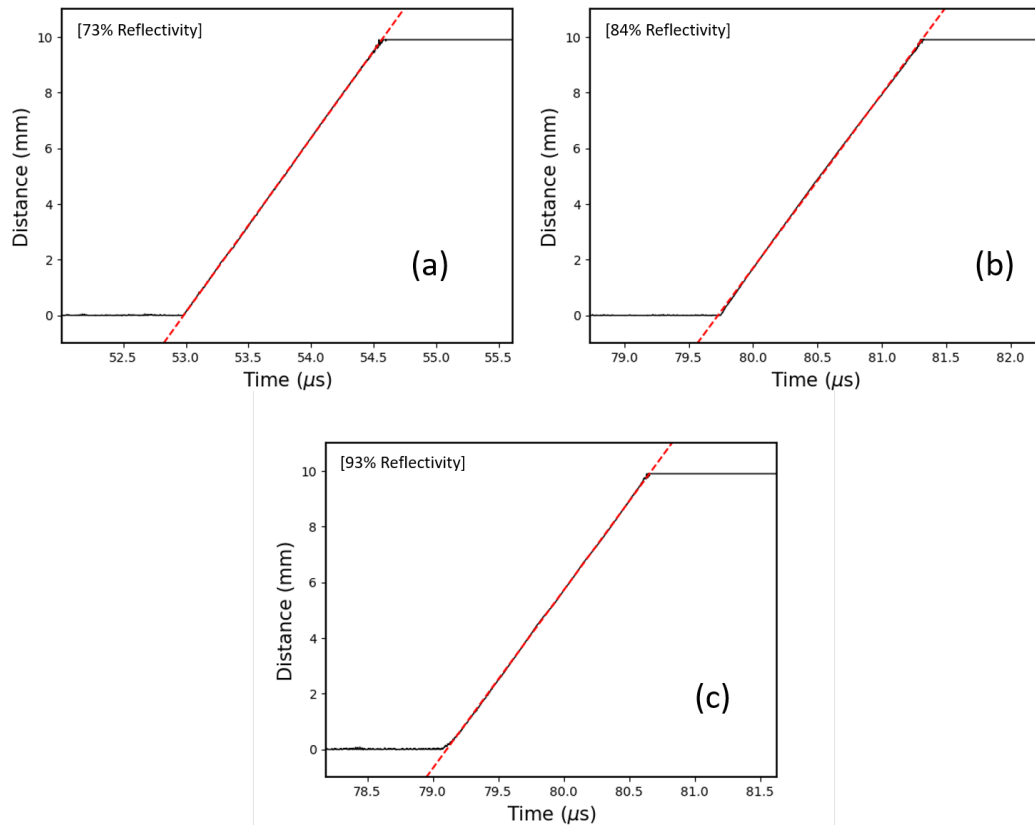 [73% Reflectivity]
10
8
6
4
2
0
Distance (mm)
(a)
52.5 53.0 53.5 54.0 54.5 55.0 55.5
Time (μs)
[84% Reflectivity]
10
8
6
4
2
0
Distance (mm)
(b)
79.0 79.5 80.0 80.5 81.0 81.5 82.0
Time (μs)
[93% Reflectivity]
10
8
6
4
2
0
Distance (mm)
(c)
78.5 79.0 79.5 80.0 80.5 81.0 81.5
Time (μs)